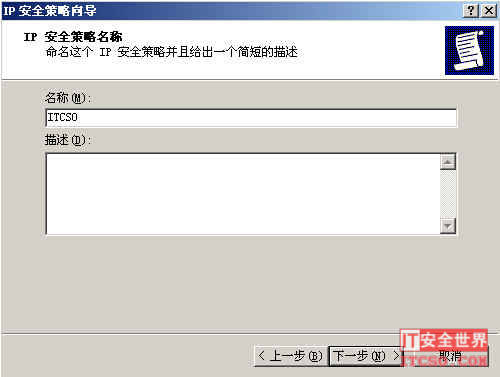 IP 安全策略向导
IP 安全策略名称
命名这个 IP 安全策略并且给出一个简短的描述
名称(M):
ITCSO
描述(D):
< 上一步(B)
下一步(N) >
取消
IT安全世界
ITCSO.COM